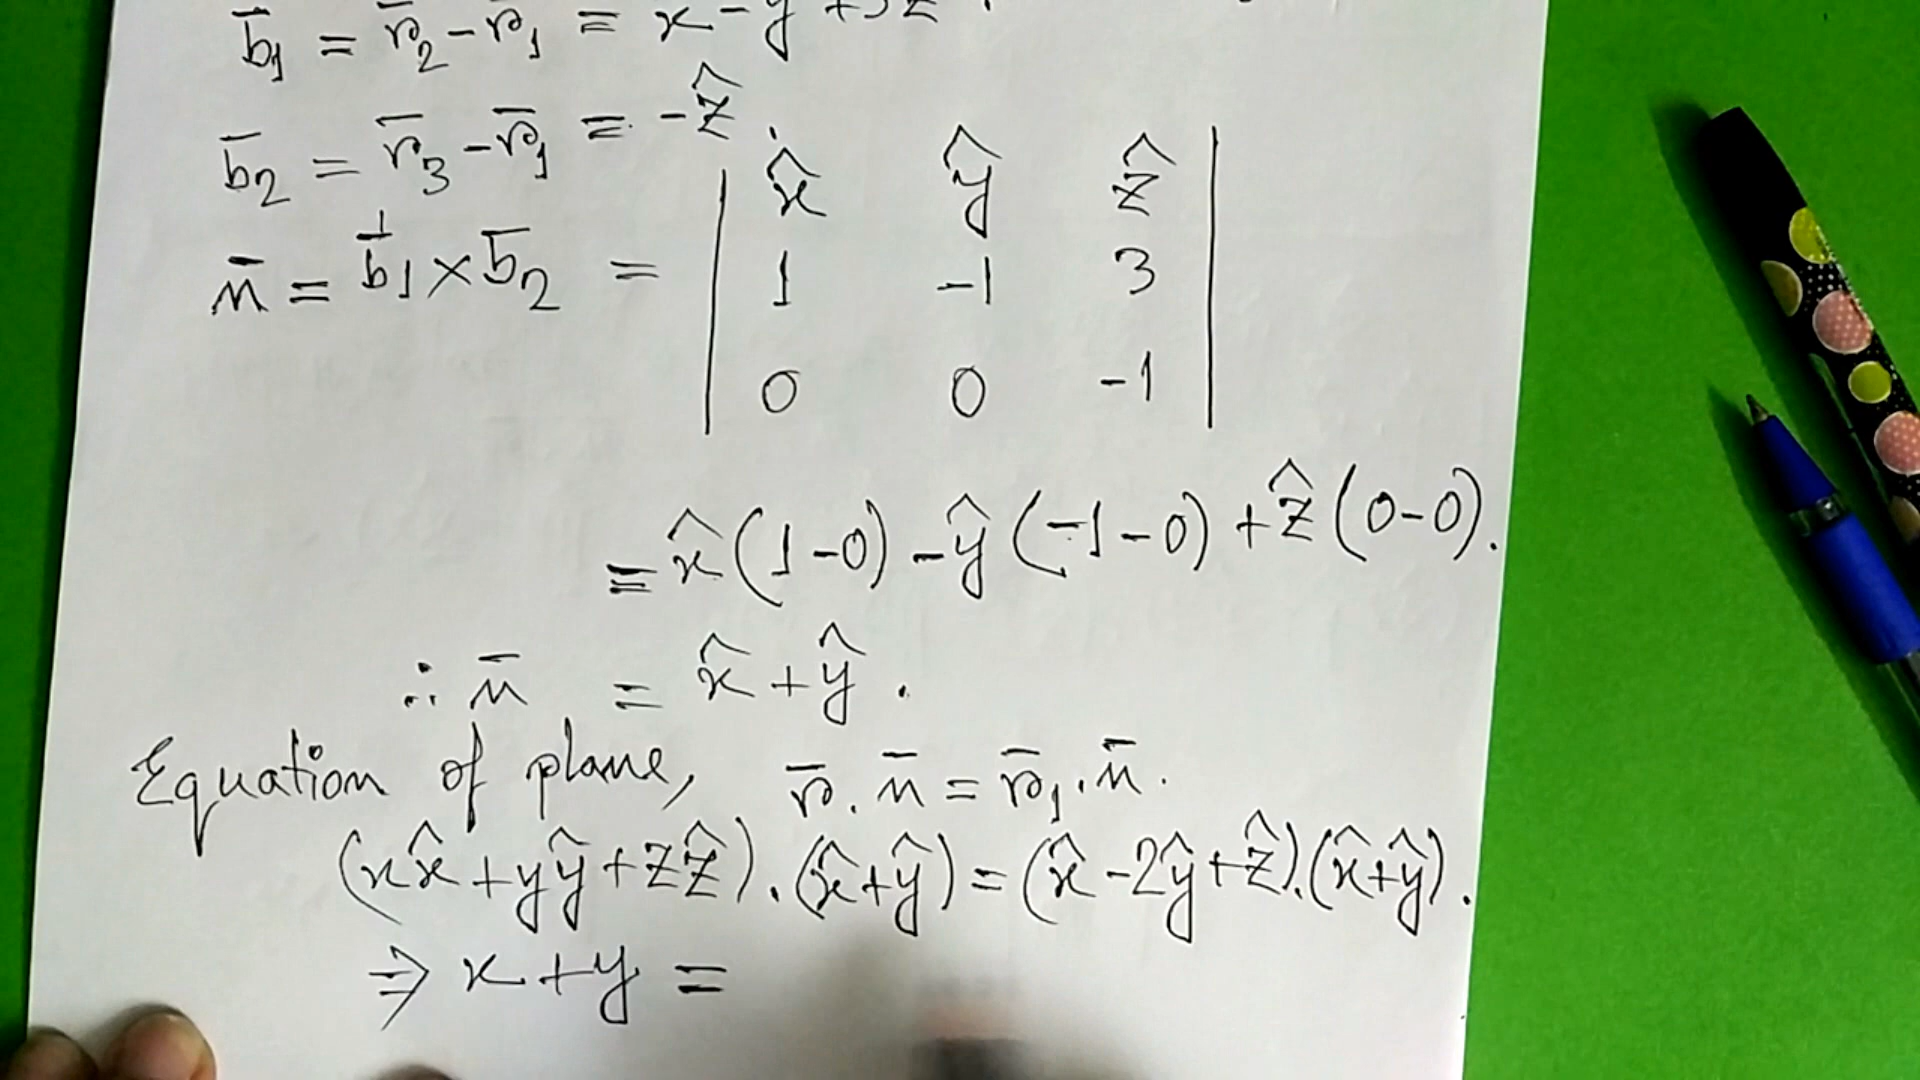 b̄₁ = r̄₂ - r̄₁ = x̂ - ŷ + 3ẑ.
b̄₂ = r̄₃ - r̄₁ = -ẑ.
n̄ = b̄₁ × b̄₂ = | x̂ ŷ ẑ |
| 1 -1 3 |
| 0 0 -1 |
= x̂(1-0) - ŷ(-1-0) + ẑ(0-0).
∴ n̄ = x̂ + ŷ.
Equation of plane, r̄. n̄ = r̄₁. n̄.
(xx̂ + yŷ + zẑ).(x̂+ŷ) = (x̂-2ŷ+ẑ).(x̂+ŷ).
⇒ x + y =